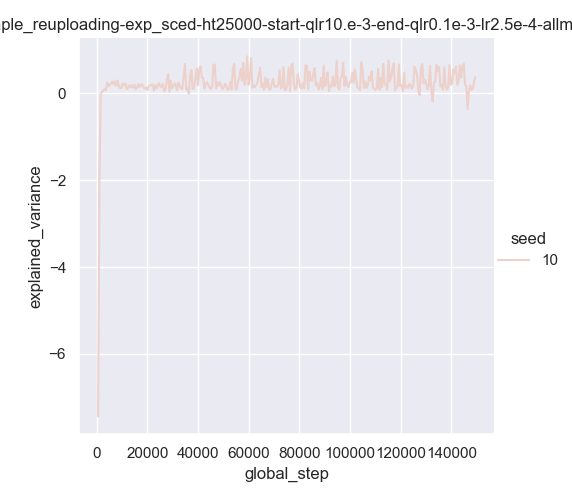 ple_reuploading-exp_sced-ht25000-start-qlr10.e-3-end-qlr0.1e-3-lr2.5e-4-allm
0
−2
−4
−6
explained_variance
seed
10
0 20000 40000 60000 80000 100000 120000 140000
global_step